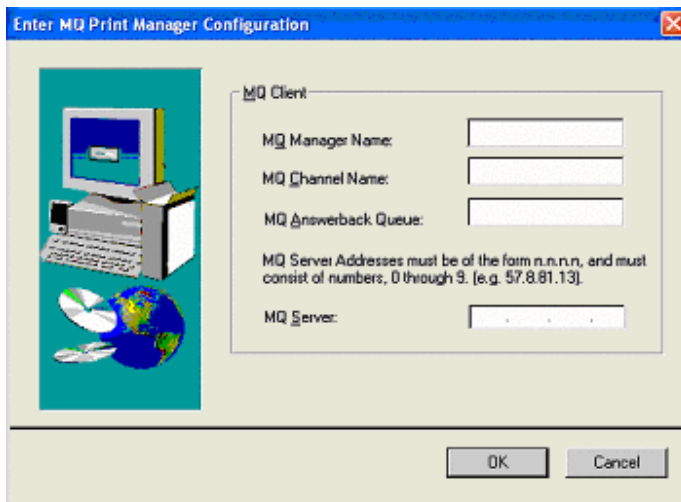 Enter MQ Print Manager Configuration
MQ Client
MQ Manager Name:
MQ Channel Name:
MQ Answerback Queue:
MQ Server Addresses must be of the form n.n.n.n, and must
consist of numbers, 0 through 9. (e.g. 57.8.81.13).
MQ Server:
. . .
OK Cancel